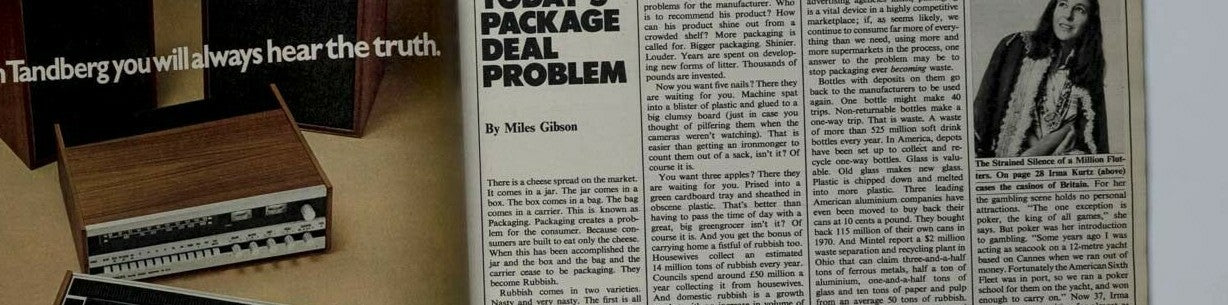 Tandberg you will always hear the truth.
TODAY'S
PACKAGE
DEAL
PROBLEM
By Miles Gibson
There is a cheese spread on the market.
It comes in a jar. The jar comes in a
box. The box comes in a bag. The bag
comes in a carrier. This is known as
Packaging. Packaging creates a prob-
lem for the consumer. Because con-
sumers are built to eat only the cheese.
When this has been accomplished the
jar and the box and the bag and the
carrier cease to be packaging. They
become Rubbish.
Rubbish comes in two varieties.
Nasty and very nasty. The first is all
problems for the manufacturer. Who
is to recommend his product? How
can his product shine out from a
crowded shelf? More packaging is
called for. Bigger packaging. Shinier.
Louder. Years are spent on develop-
ing new forms of litter. Thousands of
pounds are invested.
Now you want five nails? There they
are waiting for you. Machine spat
into a blister of plastic and glued to a
big clumsy board (just in case you
thought of pilfering them when the
cameras weren't watching). That is
easier than getting an ironmonger to
count them out of a sack, isn't it? Of
course it is.
You want three apples? There they
are waiting for you. Prised into a
green cardboard tray and sheathed in
obscene plastic. That's better than
having to pass the time of day with a
great, big greengrocer isn't it? Of
course it is. And you get the bonus of
carrying home a fistful of rubbish too.
Housewives collect an estimated
14 million tons of rubbish every year.
Councils spend around £50 million a
year collecting it from housewives.
And domestic rubbish is a growth
is a vital device in a highly competitive
marketplace; if, as seems likely, we
continue to consume far more of every-
thing than we need, using more and
more supermarkets in the process, one
answer to the problem may be to
stop packaging ever becoming waste.
Bottles with deposits on them go
back to the manufacturers to be used
again. One bottle might make 40
trips. Non-returnable bottles make a
one-way trip. That is waste. A waste
of more than 525 million soft drink
bottles every year. In America, depots
have been set up to collect and re-
cycle one-way bottles. Glass is valu-
able. Old glass makes new glass.
Plastic is chipped down and melted
into more plastic. Three leading
American aluminium companies have
even been moved to buy back their
cans at 10 cents a pound. They bought
back 115 million of their own cans in
1970. And Mintel report a $2 million
waste separation and recycling plant in
Ohio that can claim three-and-a-half
tons of ferrous metals, half a ton of
aluminium, one-and-a-half tons of
glass and ten tons of paper and pulp
from an average 50 tons of rubbish.
The Strained Silence of a Million Flut-
ters. On page 28 Irma Kurtz (above)
cases the casinos of Britain. For her
the gambling scene holds no personal
attractions. "The one exception is
poker, the king of all games," she
says. But poker was her introduction
to gambling. "Some years ago I was
acting as seacook on a 12-metre yacht
based on Cannes when we ran out of
money. Fortunately the American Sixth
Fleet was in port, so we ran a poker
school for them on the yacht, and won
enough to carry on." Now 37, Irma